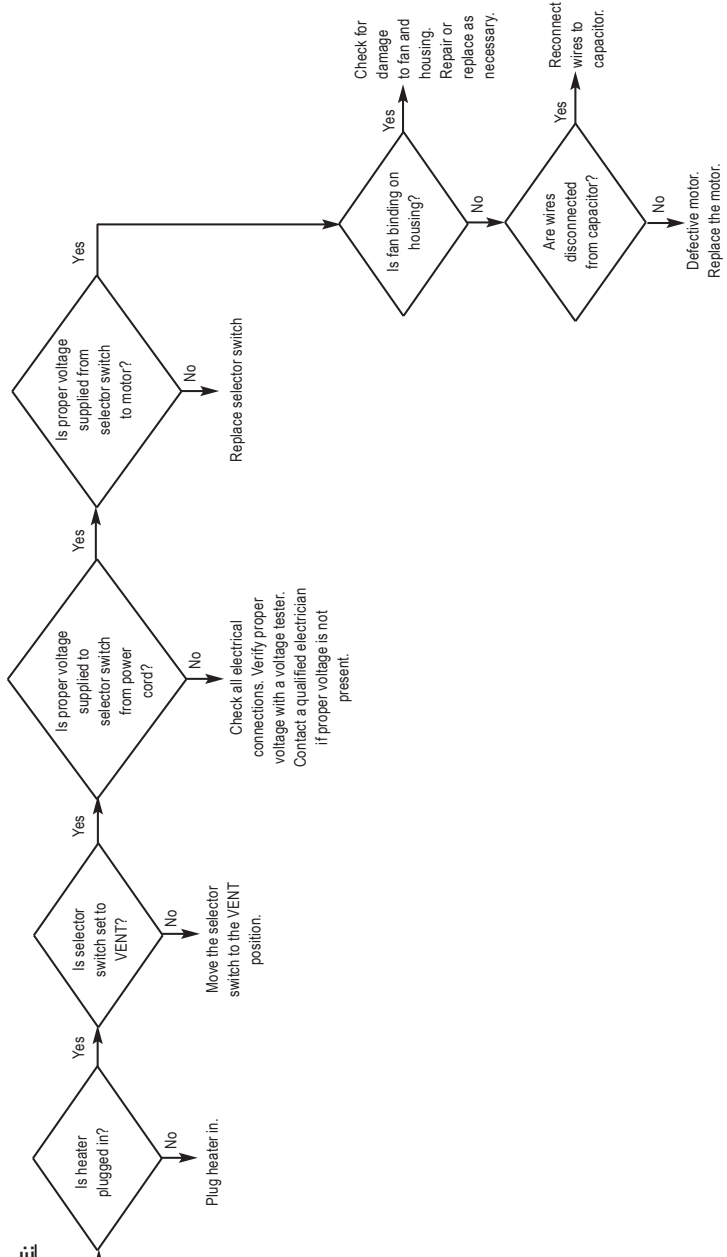 Is heater
plugged in?
Yes
No
Plug heater in.
Is selector
switch set to
VENT?
Yes
No
Move the selector
switch to the VENT
position.
Is proper voltage
supplied to
selector switch
from power
cord?
Yes
No
Check all electrical
connections. Verify proper
voltage with a voltage tester.
Contact a qualified electrician
if proper voltage is not
present.
Is proper voltage
supplied from
selector switch
to motor?
Yes
No
Replace selector switch
Is fan binding on
housing?
Yes
Check for
damage
to fan and
housing.
Repair or
replace as
necessary.
No
Are wires
disconnected
from capacitor?
Yes
Reconnect
wires to
capacitor.
No
Defective motor.
Replace the motor.